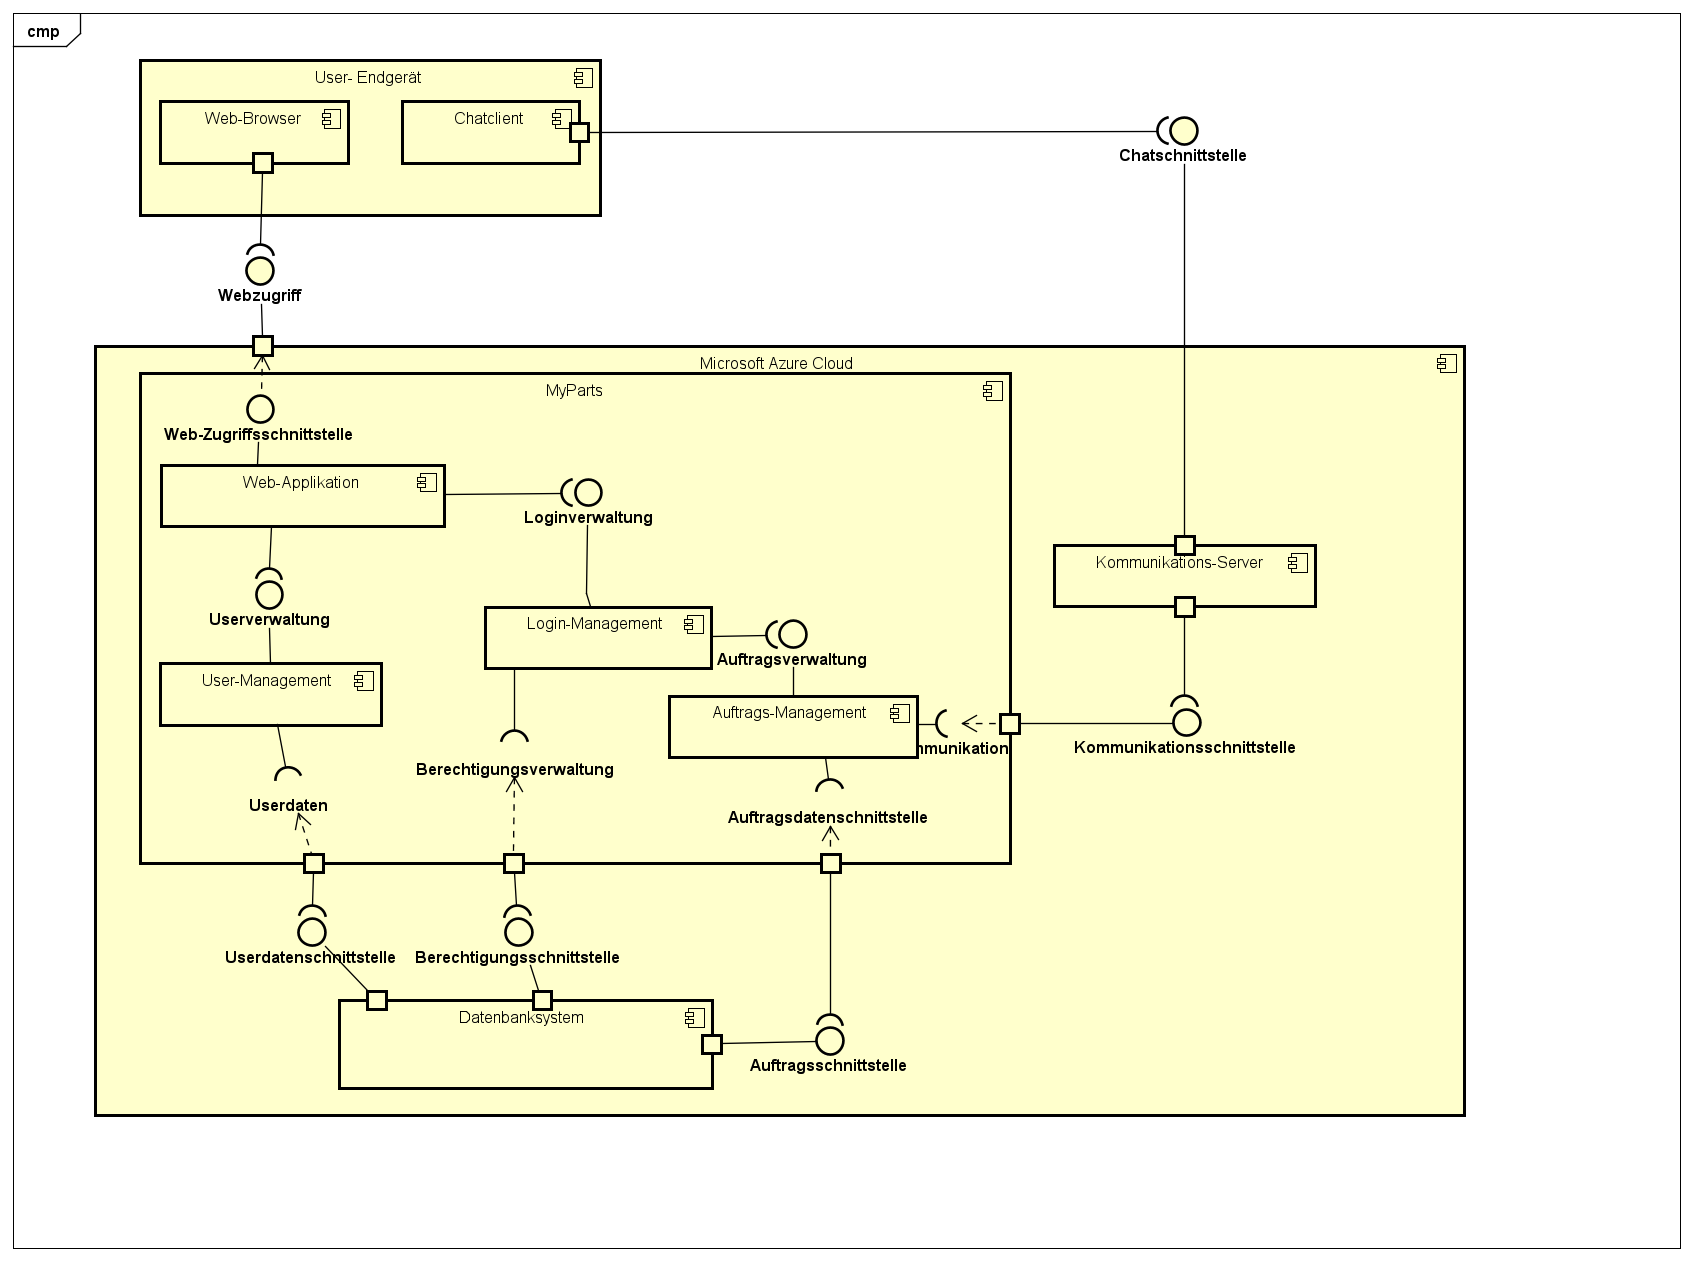 cmp
User- Endgerät
Web-Browser
Chatclient
Chatschnittstelle
Webzugriff
Microsoft Azure Cloud
MyParts
Web-Zugriffsschnittstelle
Web-Applikation
Loginverwaltung
Kommunikations-Server
Userverwaltung
Login-Management
Auftragsverwaltung
User-Management
Auftrags-Management
mmunikation
Kommunikationsschnittstelle
Berechtigungsverwaltung
Userdaten
Auftragsdatenschnittstelle
Userdatenschnittstelle
Berechtigungsschnittstelle
Datenbanksystem
Auftragsschnittstelle